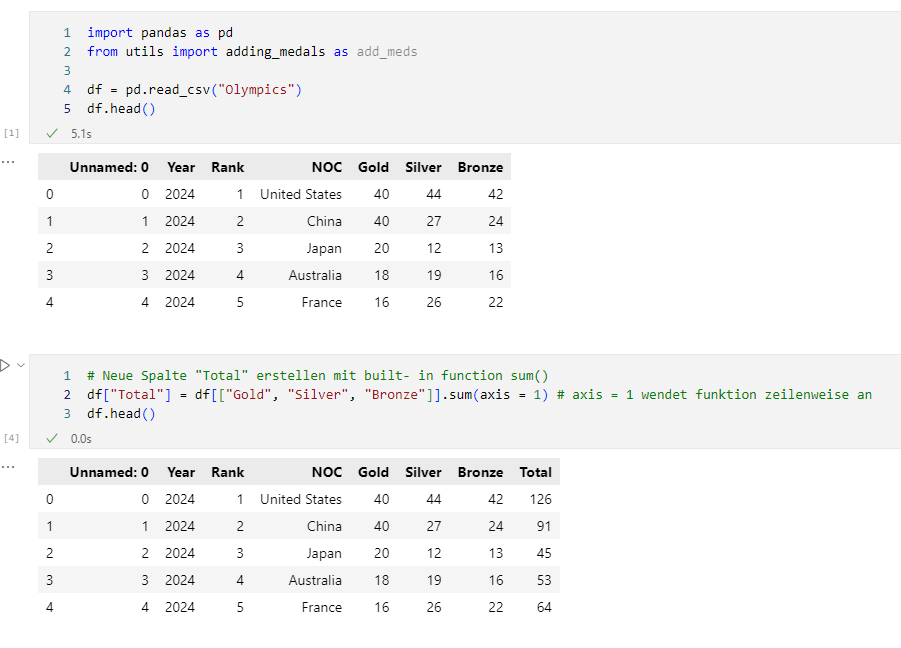 1 import pandas as pd
2 from utils import adding_medals as add_meds
3
4 df = pd.read_csv("Olympics")
5 df.head()
[1] 5.1s
...
Unnamed: 0 Year Rank NOC Gold Silver Bronze
0 0 2024 1 United States 40 44 42
1 1 2024 2 China 40 27 24
2 2 2024 3 Japan 20 12 13
3 3 2024 4 Australia 18 19 16
4 4 2024 5 France 16 26 22
1 # Neue Spalte "Total" erstellen mit built- in function sum()
2 df["Total"] = df[["Gold", "Silver", "Bronze"]].sum(axis = 1) # axis = 1 wendet funktion zeilenweise an
3 df.head()
[4] 0.0s
...
Unnamed: 0 Year Rank NOC Gold Silver Bronze Total
0 0 2024 1 United States 40 44 42 126
1 1 2024 2 China 40 27 24 91
2 2 2024 3 Japan 20 12 13 45
3 3 2024 4 Australia 18 19 16 53
4 4 2024 5 France 16 26 22 64